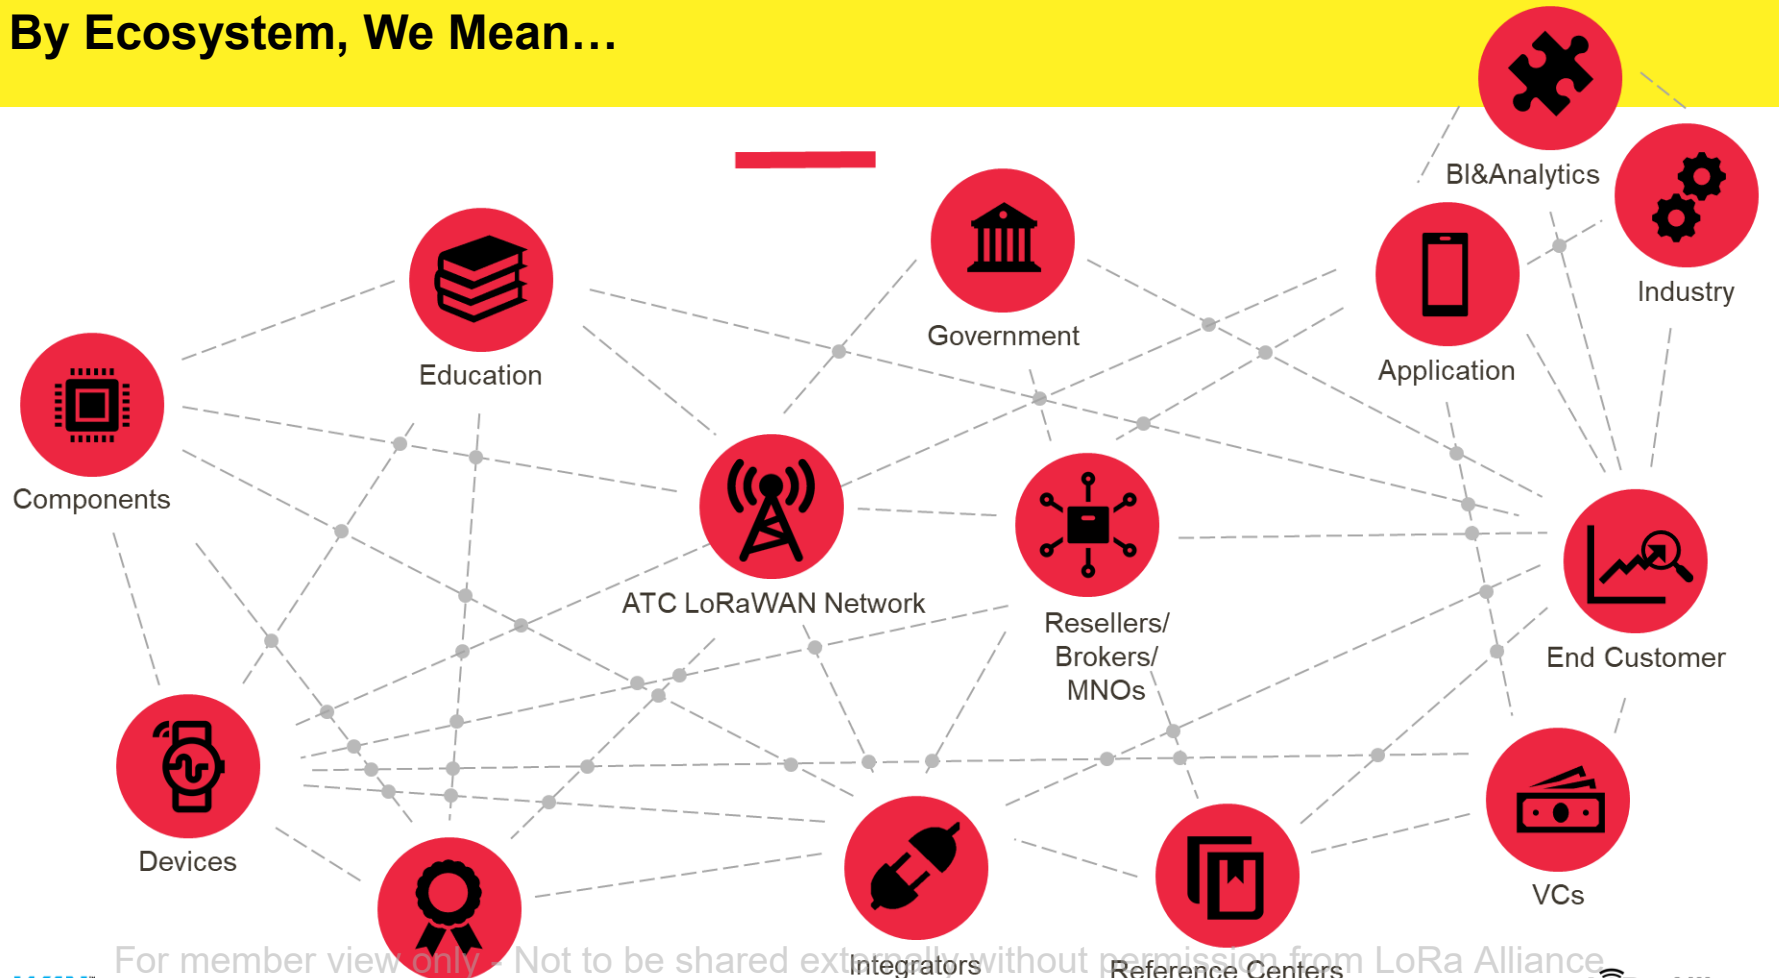 By Ecosystem, We Mean…
BI&Analytics
Industry
Government
Application
Education
Components
ATC LoRaWAN Network
Resellers/
Brokers/
MNOs
End Customer
Devices
VCs
Integrators
Reference Centers
For member view only - Not to be shared externally without permission from LoRa Alliance